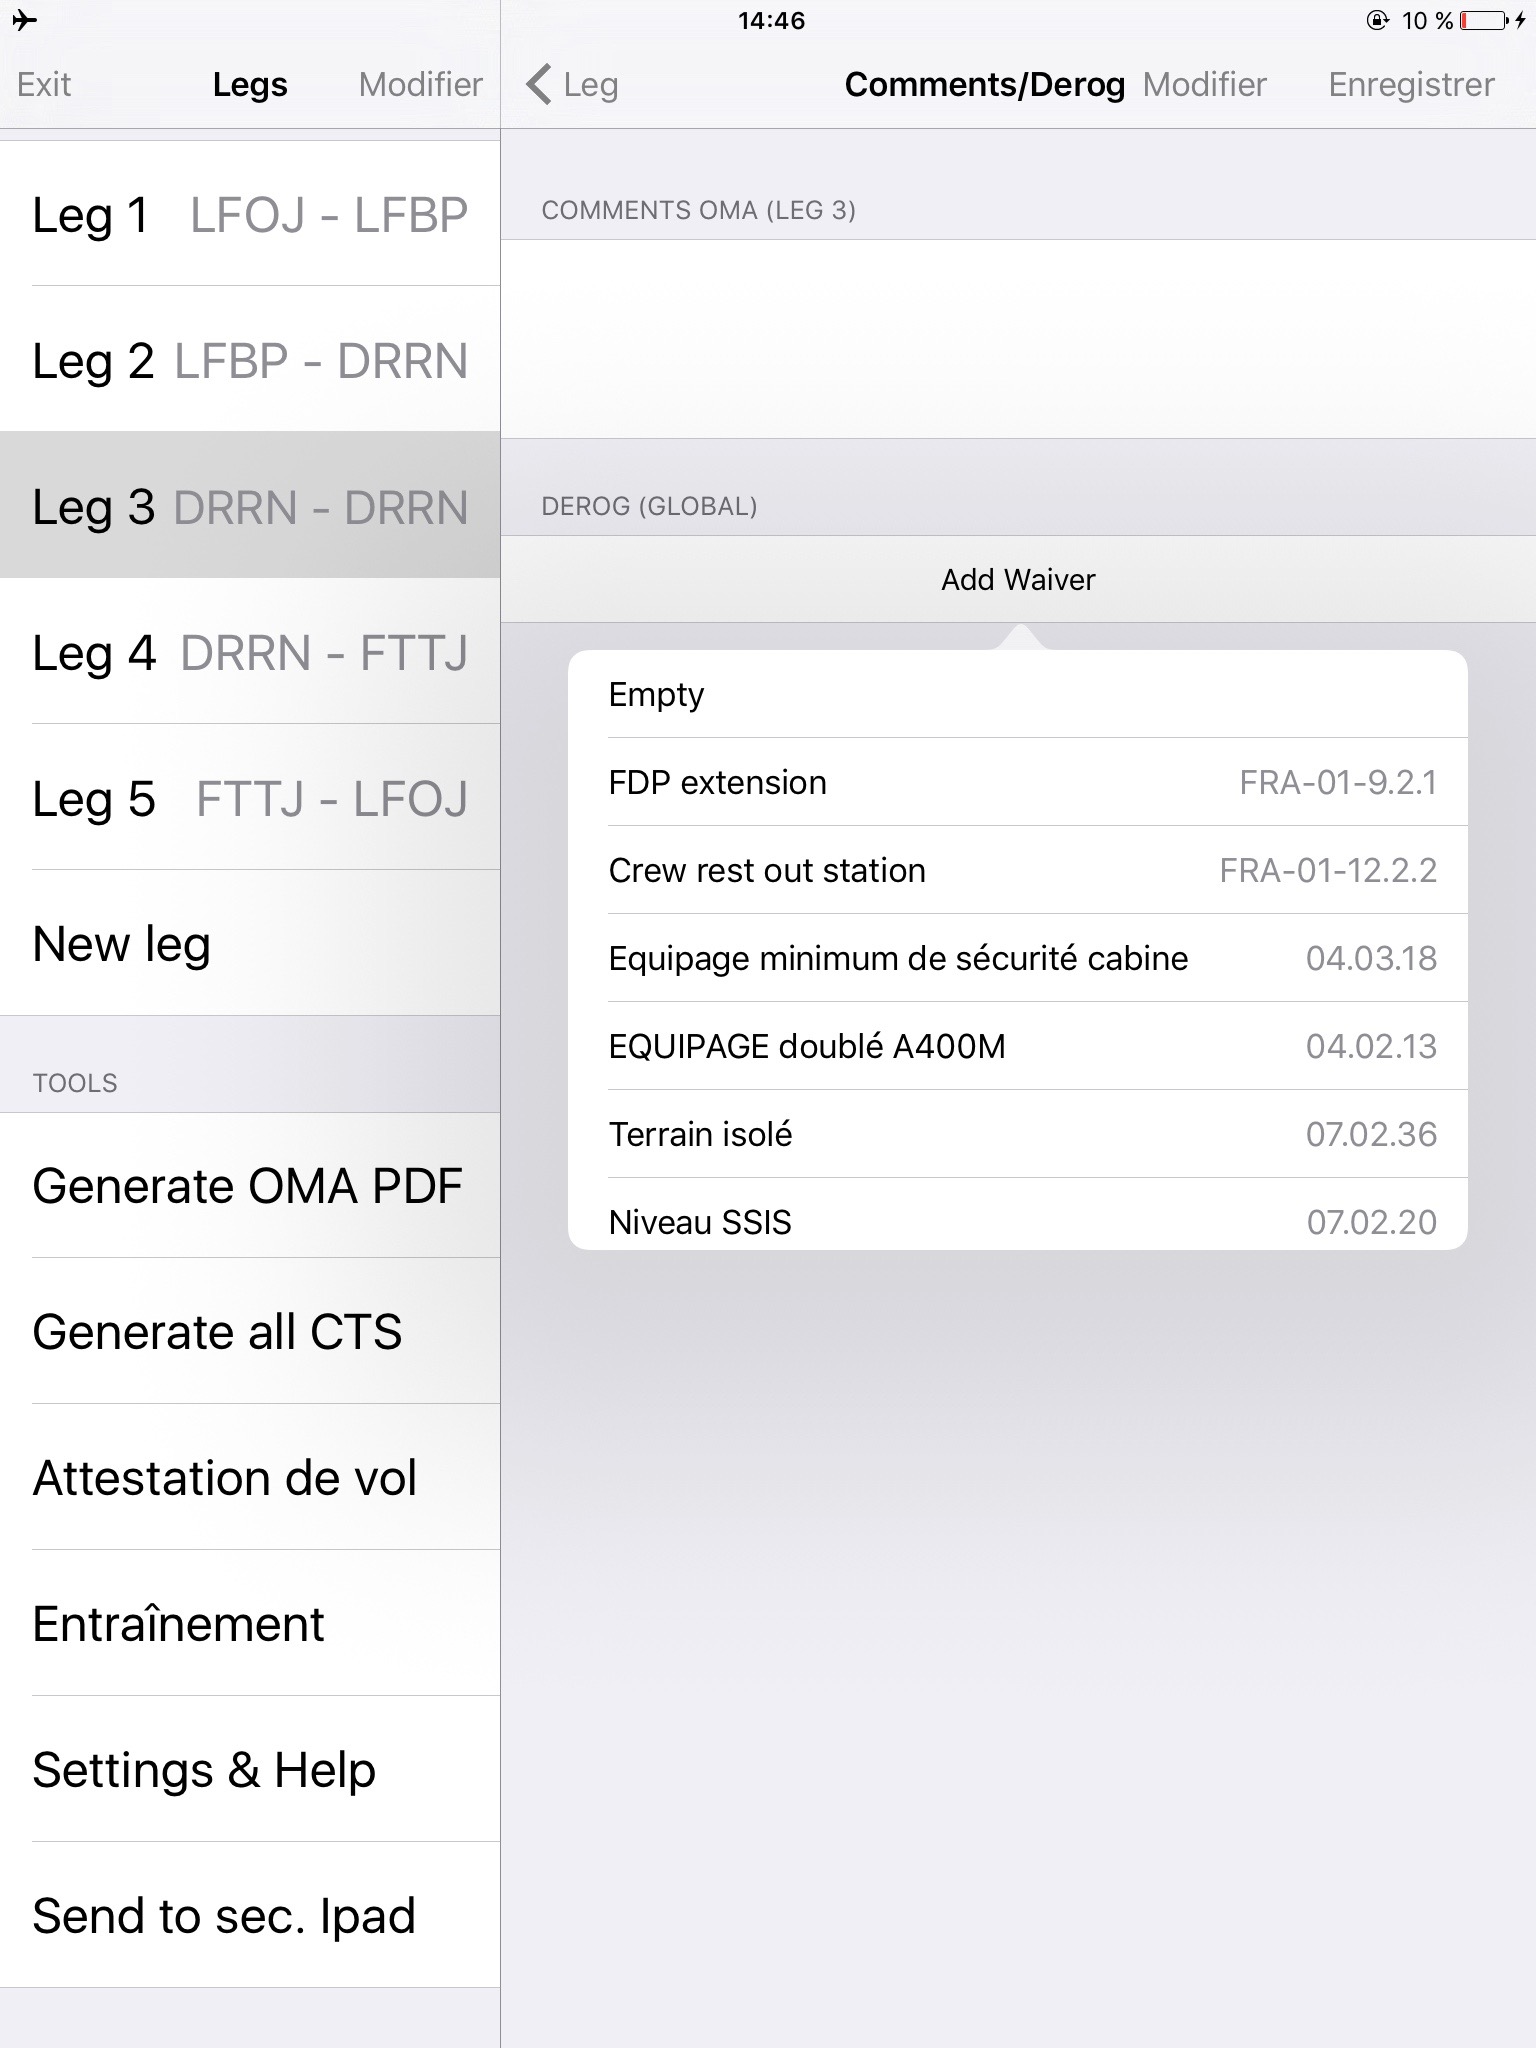 14:46
10 %
Exit
Legs
Modifier
Leg 1 LFOJ - LFBP
Leg 2 LFBP - DRRN
Leg 3 DRRN - DRRN
Leg 4 DRRN - FTTJ
Leg 5 FTTJ - LFOJ
New leg
TOOLS
Generate OMA PDF
Generate all CTS
Attestation de vol
Entraînement
Settings & Help
Send to sec. Ipad
Leg
Comments/Derog
Modifier
Enregistrer
COMMENTS OMA (LEG 3)
DEROG (GLOBAL)
Add Waiver
Empty
FDP extension FRA-01-9.2.1
Crew rest out station FRA-01-12.2.2
Equipage minimum de sécurité cabine 04.03.18
EQUIPAGE doublé A400M 04.02.13
Terrain isolé 07.02.36
Niveau SSIS 07.02.20